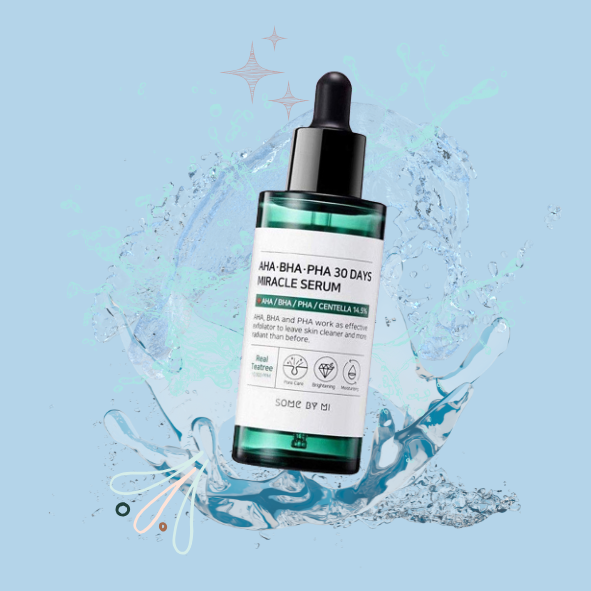 AHA·BHA·PHA 30 DAYS
MIRACLE SERUM
AHA / BHA / PHA / CENTELLA 14.5%
AHA, BHA and PHA work as effective
exfoliator to leave skin cleaner and more
radiant than before.
Real
Teatree
Pore Care
Brightening
SOME BY MI